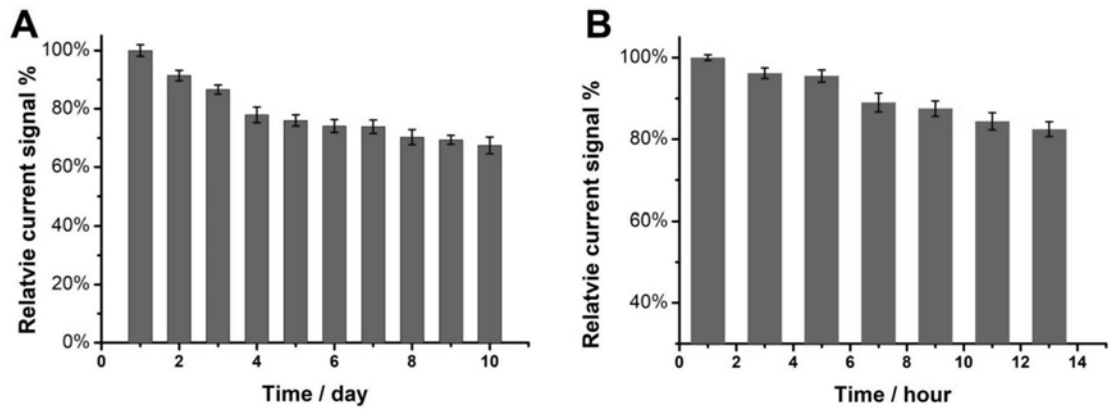 A
Relatvie current signal %
100%
80%
60%
40%
20%
0%
0 2 4 6 8 10
Time / day
B
Relatvie current signal %
100%
80%
60%
40%
0 2 4 6 8 10 12 14
Time / hour